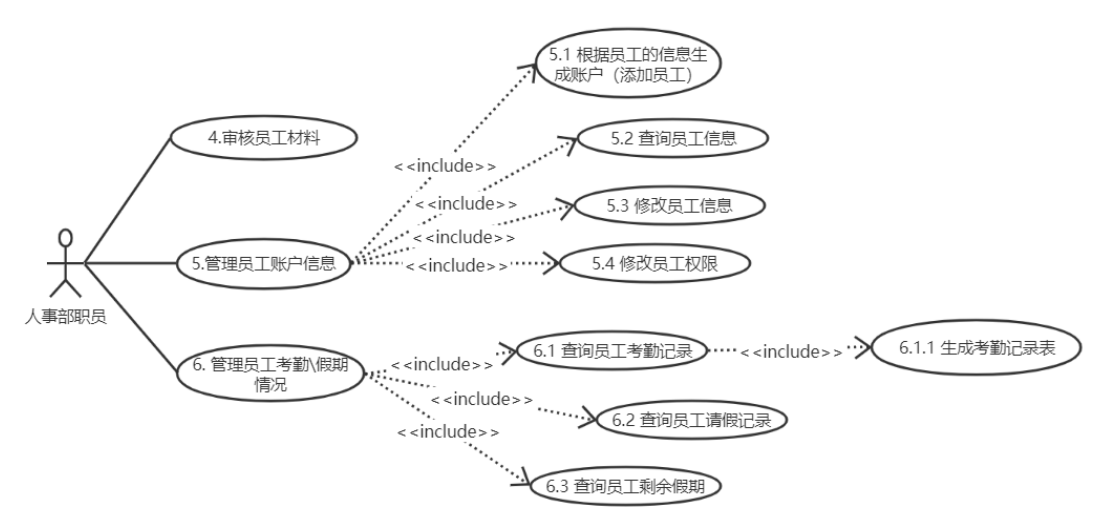 5.1 根据员工的信息生
成账户（添加员工）
4.审核员工材料
5.2 查询员工信息
<<include>>
<<include>>
5.3 修改员工信息
<<include>>
5.管理员工账户信息
<<include>>
5.4 修改员工权限
人事部职员
6. 管理员工考勤\假期
情况
<<include>>
6.1 查询员工考勤记录
<<include>>
6.1.1 生成考勤记录表
<<include>>
6.2 查询员工请假记录
<<include>>
6.3 查询员工剩余假期